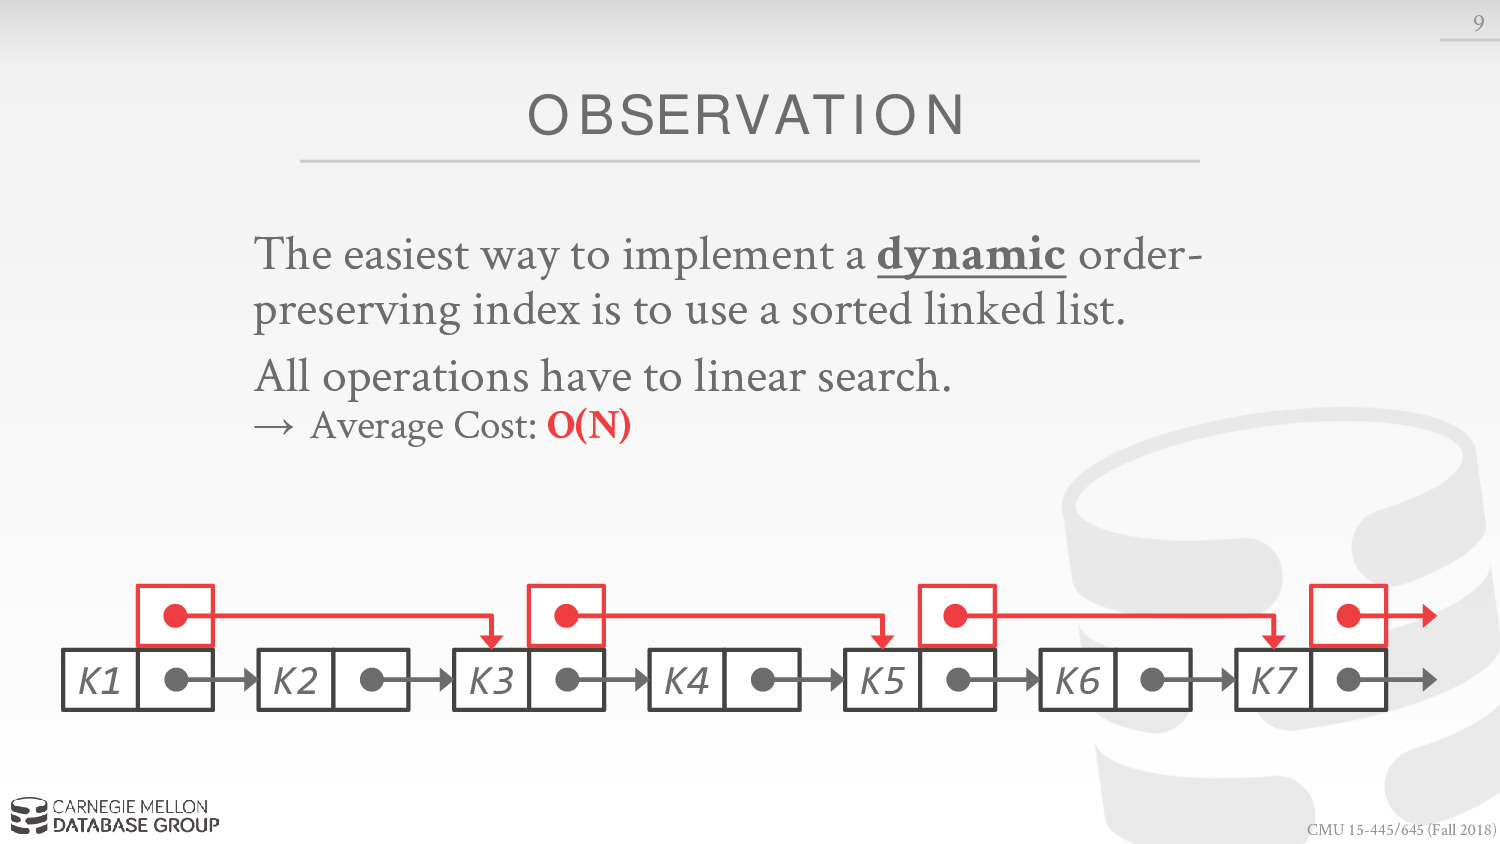 9
OBSERVATION
The easiest way to implement a dynamic order-
preserving index is to use a sorted linked list.
All operations have to linear search.
→ Average Cost: O(N)
K1 K2 K3 K4 K5 K6 K7
CARNEGIE MELLON
DATABASE GROUP
CMU 15-445/645 (Fall 2018)